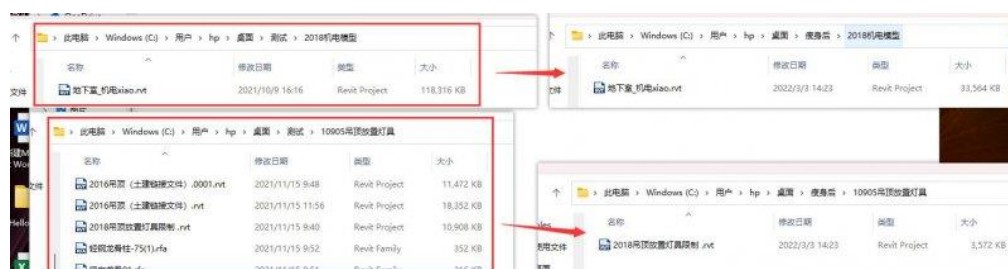 此电脑 > Windows (C:) > 用户 > hp > 桌面 > 测试 > 2018机电模型
名称 修改日期 类型 大小
文件 地下室_机电xiao.rvt 2021/10/9 16:16 Revit Project 118,316 KB
此电脑 > Windows (C:) > 用户 > hp > 桌面 > 瘦身后 > 2018机电模型
名称 修改日期 类型 大小
地下室_机电xiao.rvt 2022/3/3 14:23 Revit Project 33,564 KB
此电脑 > Windows (C:) > 用户 > hp > 桌面 > 测试 > 10905吊顶放置灯具
名称 修改日期 类型 大小
2016吊顶（土建链接文件）.0001.rvt 2021/11/15 9:48 Revit Project 11,472 KB
2016吊顶（土建链接文件）.rvt 2021/11/15 11:56 Revit Project 18,352 KB
2018吊顶放置灯具限制 .rvt 2021/11/15 9:40 Revit Project 10,908 KB
轻钢龙骨柱-75(1).rfa 2021/11/15 9:52 Revit Family 352 KB
此电脑 > Windows (C:) > 用户 > hp > 桌面 > 瘦身后 > 10905吊顶放置灯具
名称 修改日期 类型 大小
2018吊顶放置灯具限制 .rvt 2022/3/3 14:23 Revit Project 3,572 KB